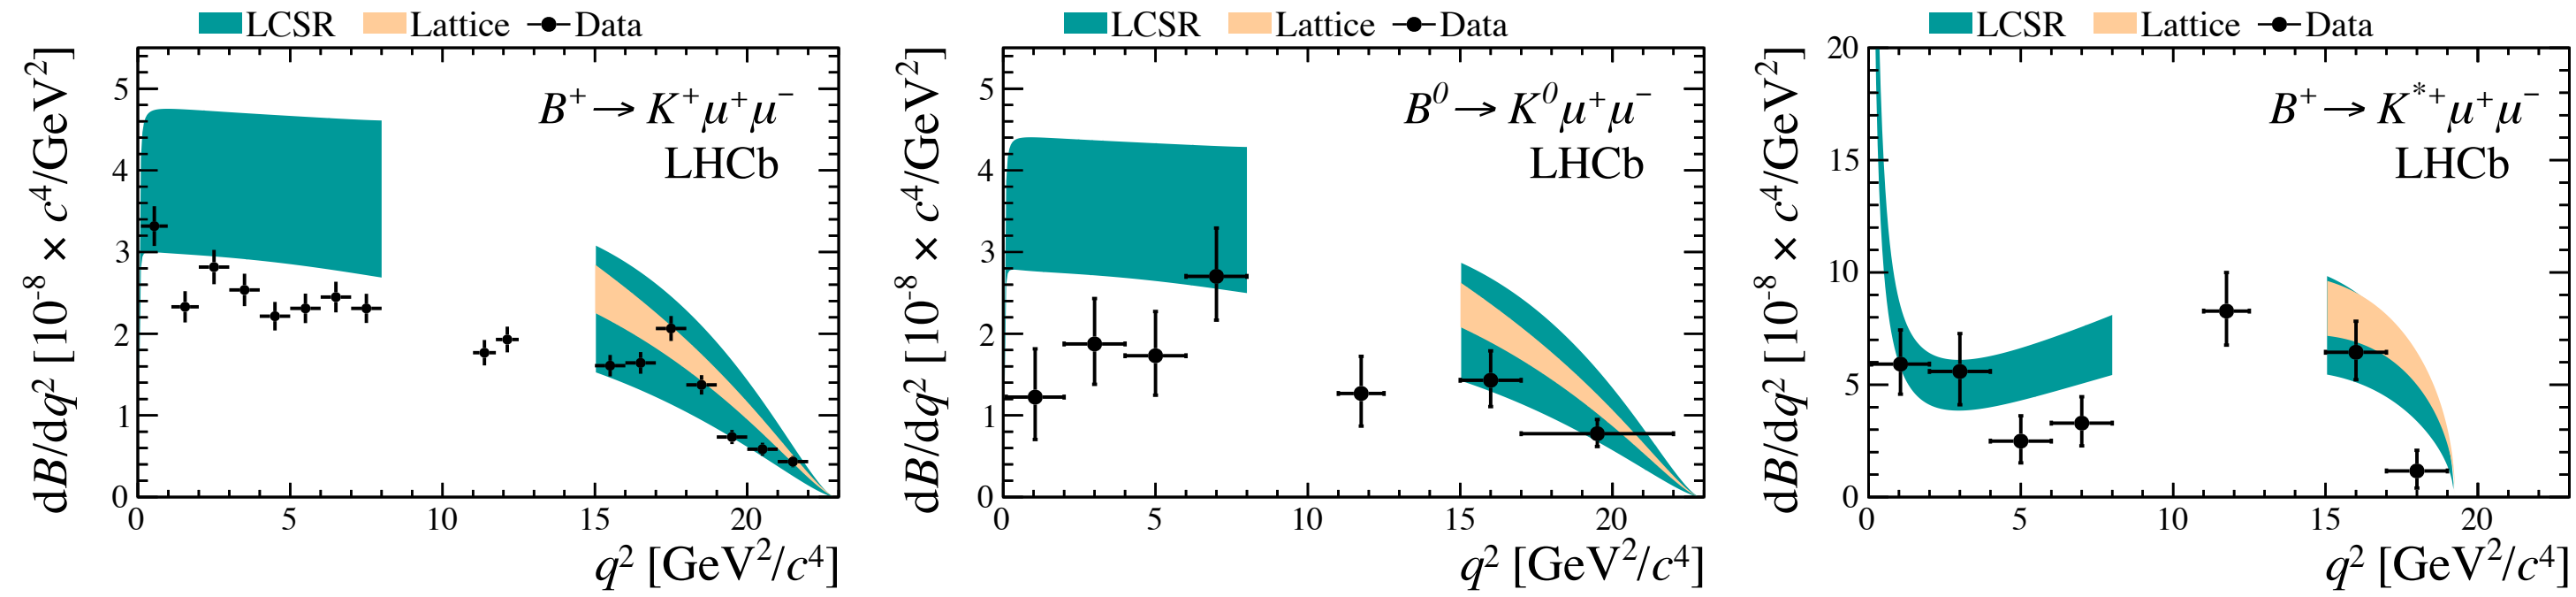 LCSR Lattice Data
dB/dq² [10⁻⁸ × c⁴/GeV²]
5
4
3
2
1
0
B⁺→ K⁺μ⁺μ⁻
LHCb
0 5 10 15 20
q² [GeV²/c⁴]
LCSR Lattice Data
dB/dq² [10⁻⁸ × c⁴/GeV²]
5
4
3
2
1
0
B⁰→ K⁰μ⁺μ⁻
LHCb
0 5 10 15 20
q² [GeV²/c⁴]
LCSR Lattice Data
dB/dq² [10⁻⁸ × c⁴/GeV²]
20
15
10
5
0
B⁺→ K*⁺μ⁺μ⁻
LHCb
0 5 10 15 20
q² [GeV²/c⁴]